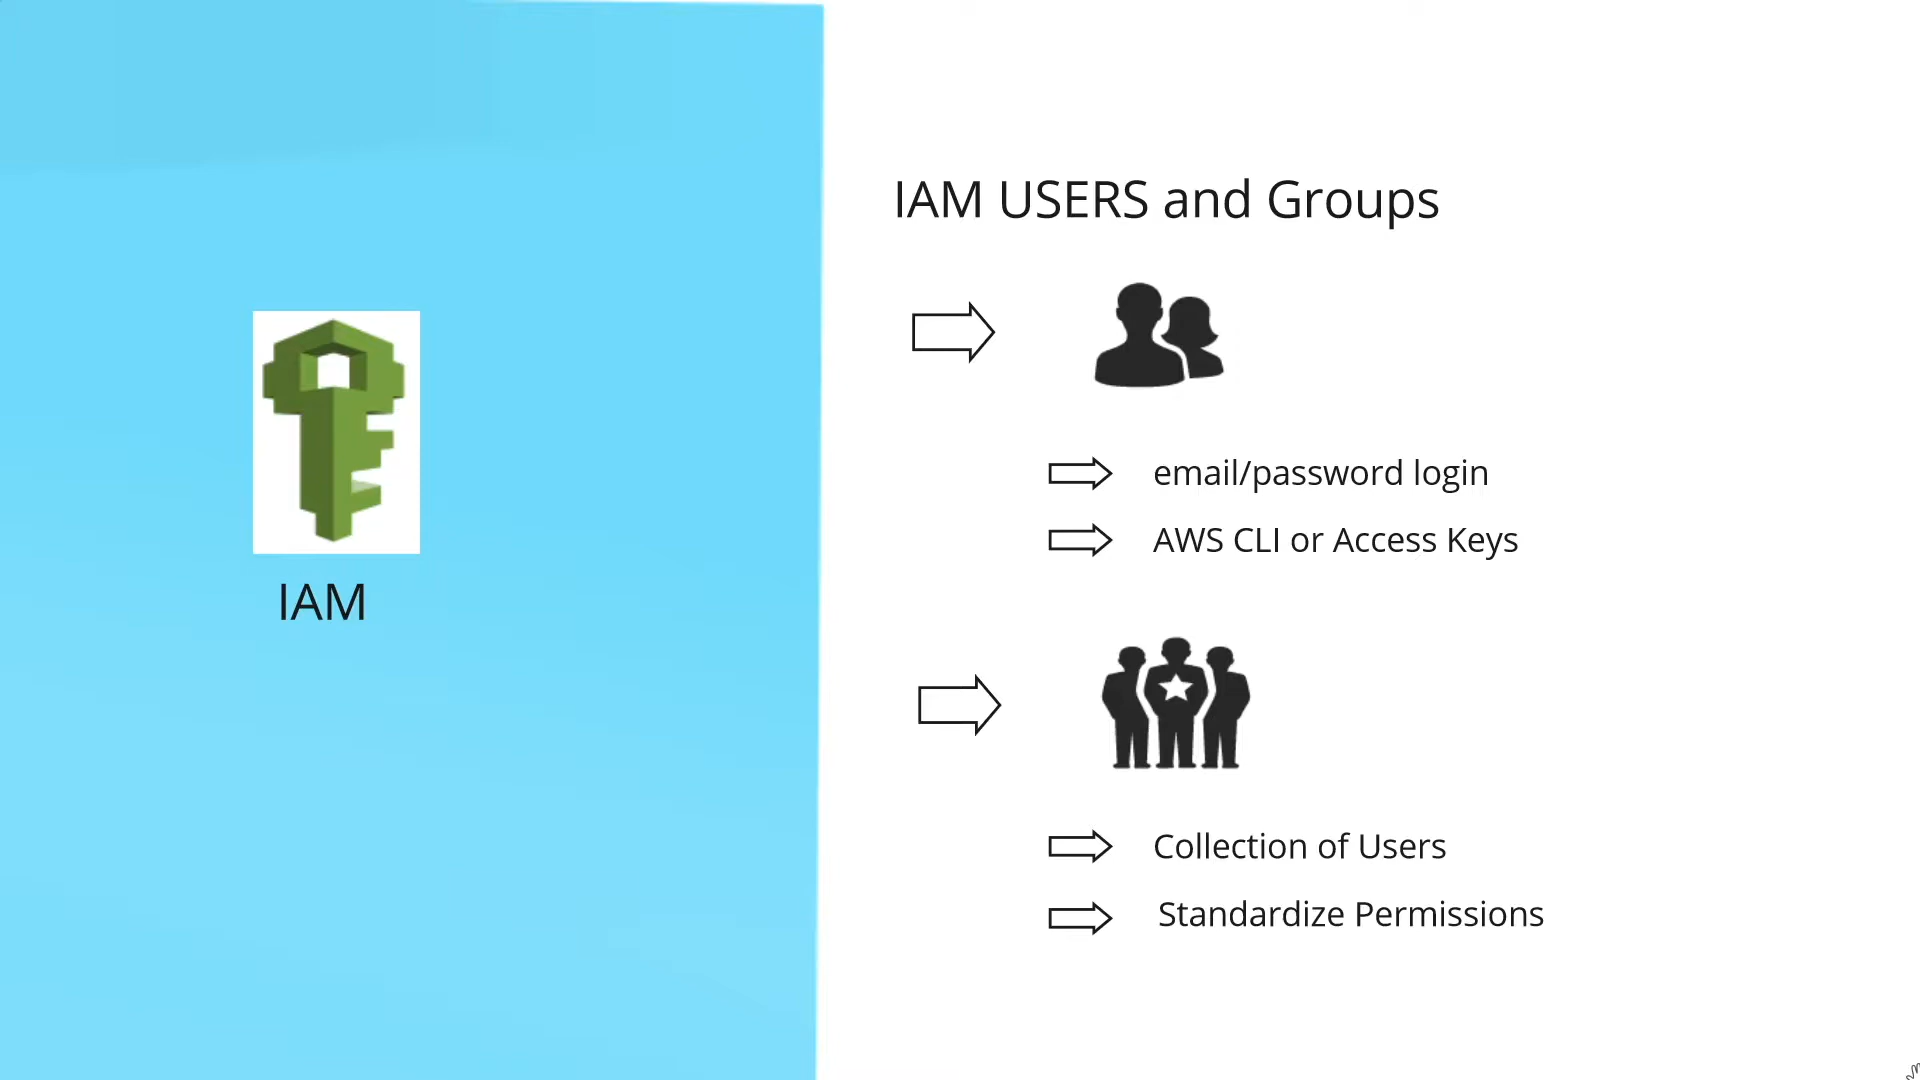 IAM USERS and Groups
email/password login
AWS CLI or Access Keys
IAM
Collection of Users
Standardize Permissions